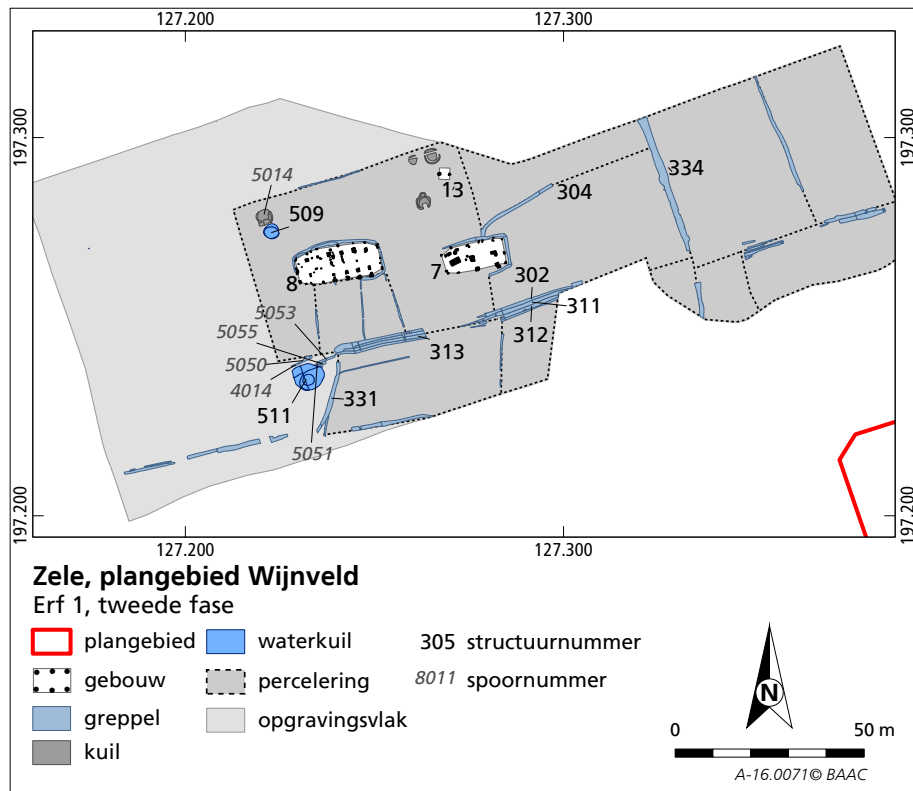 127.200
127.300
197.300
197.300
5014
509
13
304
334
8
7
302
311
312
5053
5055
5050
4014
313
511
331
5051
197.200
197.200
127.200
127.300
Zele, plangebied Wijnveld
Erf 1, tweede fase
plangebied
waterkuil
305 structuurnummer
gebouw
percelering
8011 spoornummer
greppel
opgravingsvlak
kuil
N
0 50 m
A-16.0071© BAAC